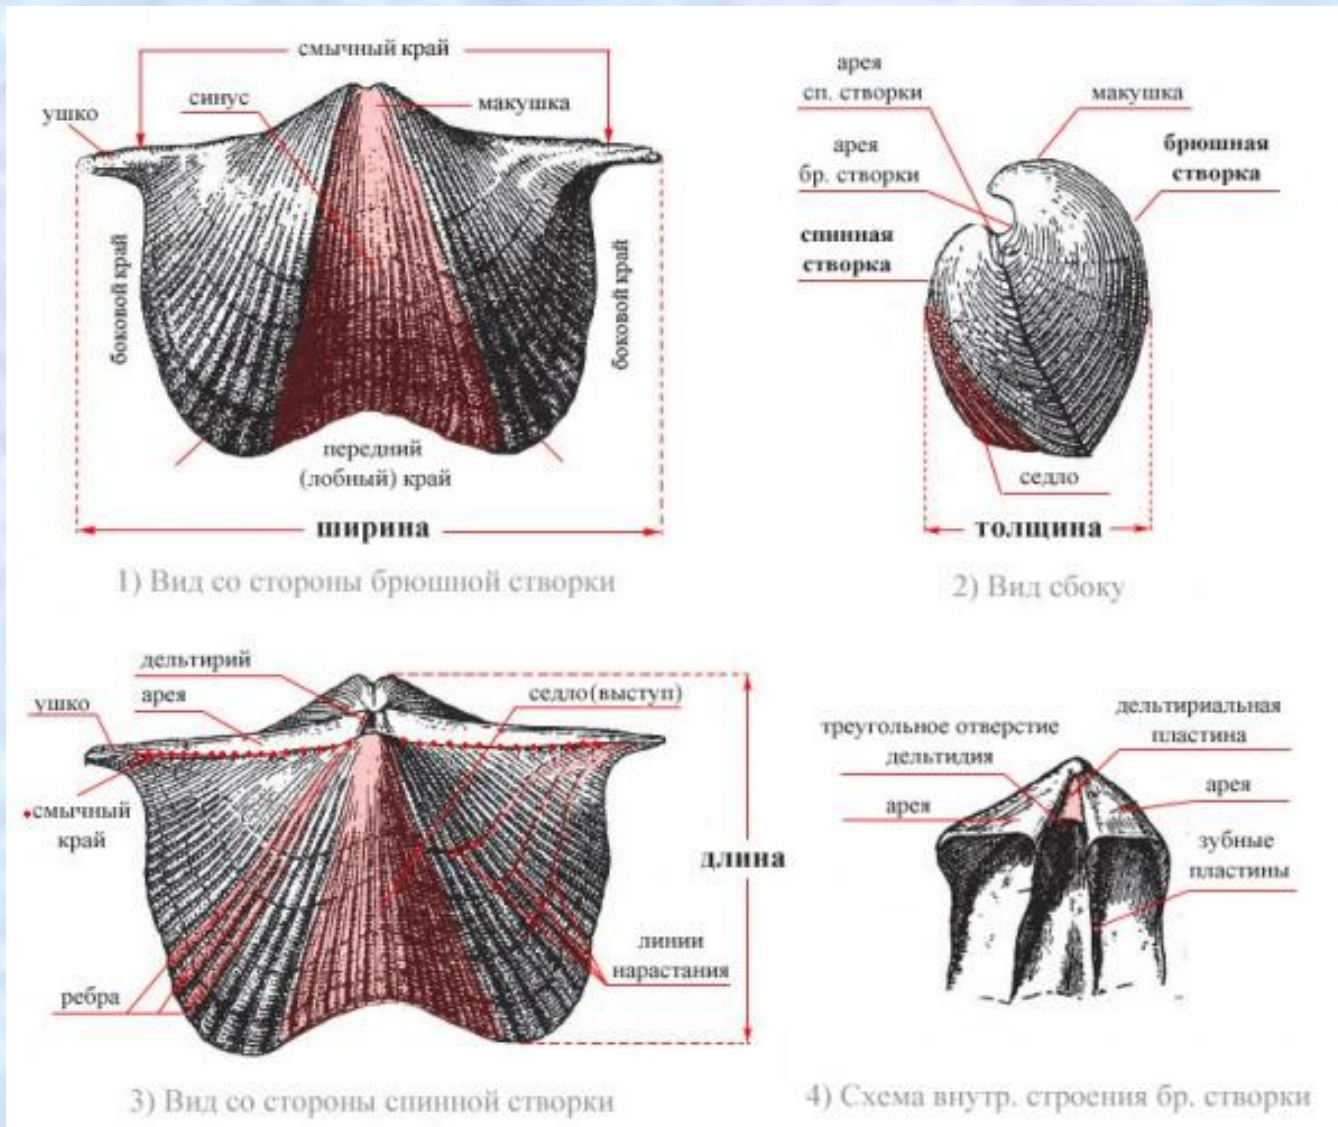 смычный край
синус
макушка
ушко
боковой край
боковой край
передний
(лобный) край
ширина
1) Вид со стороны брюшной створки
арея
сп. створки
макушка
арея
бр. створки
брюшная
створка
спинная
створка
седло
толщина
2) Вид сбоку
дельтирий
арея
ушко
седло(выступ)
смычный
край
длина
линии
нарастания
ребра
3) Вид со стороны спинной створки
дельтириальная
пластина
треугольное отверстие
дельтидия
арея
арея
зубные
пластины
4) Схема внутр. строения бр. створки